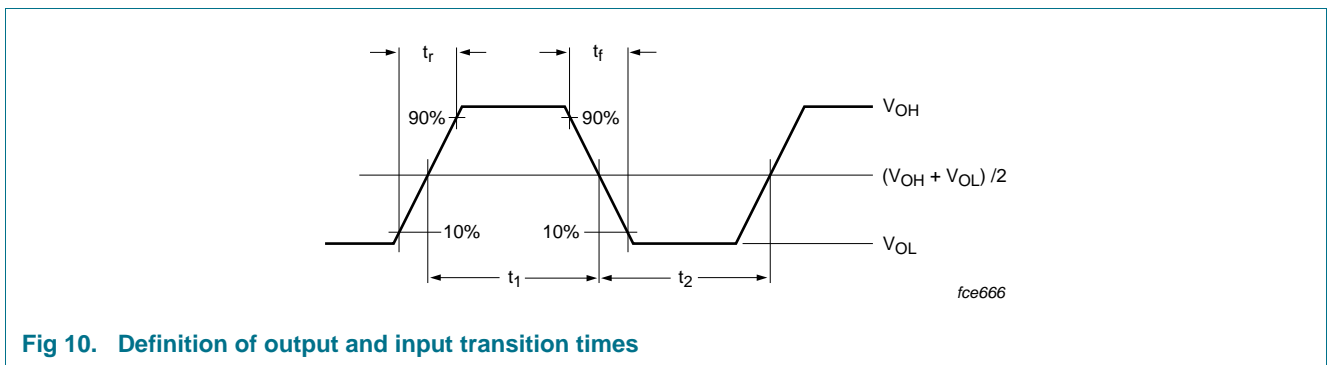 tr tf
90% 90%
VOH
(VOH + VOL) /2
10% 10%
VOL
t1 t2
fce666
Fig 10. Definition of output and input transition times